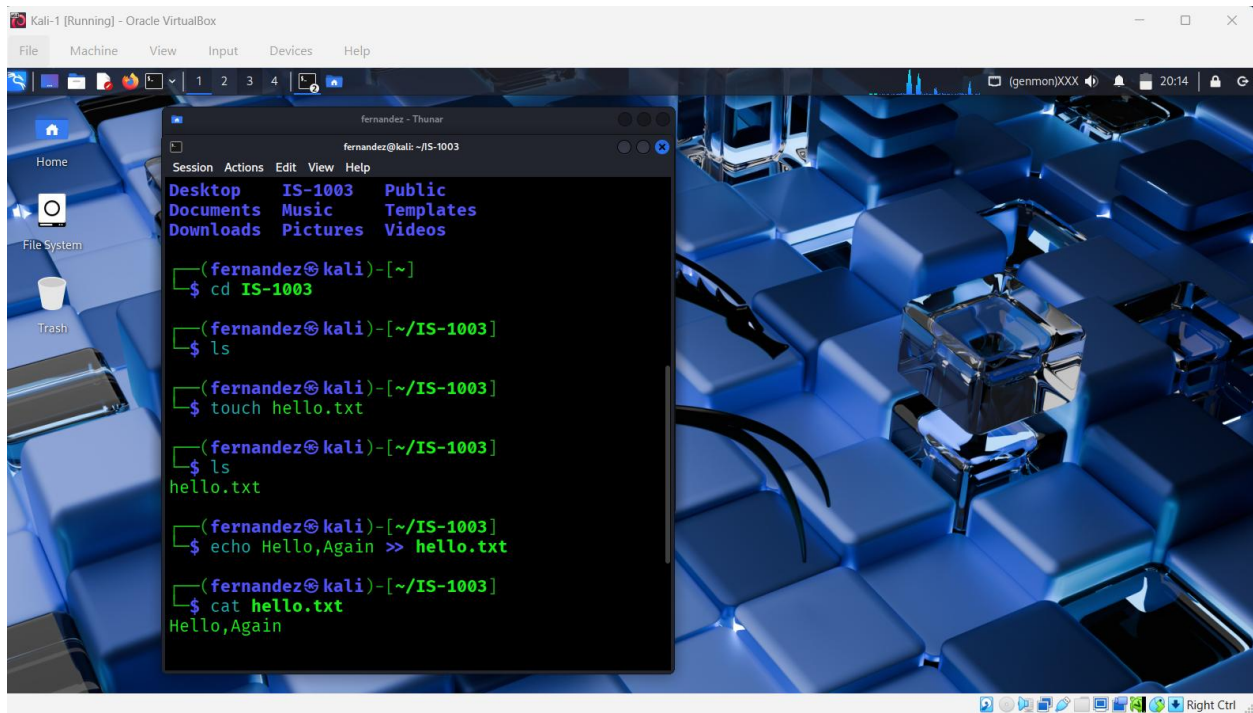 Kali-1 [Running] - Oracle VirtualBox
File Machine View Input Devices Help
1 2 3 4 (genmon)XXX 20:14
Home
File System
Trash
fernandez - Thunar
fernandez@kali: ~/IS-1003
Session Actions Edit View Help
Desktop IS-1003 Public
Documents Music Templates
Downloads Pictures Videos
┌──(fernandez㉿kali)-[~]
└─$ cd IS-1003
┌──(fernandez㉿kali)-[~/IS-1003]
└─$ ls
┌──(fernandez㉿kali)-[~/IS-1003]
└─$ touch hello.txt
┌──(fernandez㉿kali)-[~/IS-1003]
└─$ ls
hello.txt
┌──(fernandez㉿kali)-[~/IS-1003]
└─$ echo Hello,Again >> hello.txt
┌──(fernandez㉿kali)-[~/IS-1003]
└─$ cat hello.txt
Hello,Again
Right Ctrl